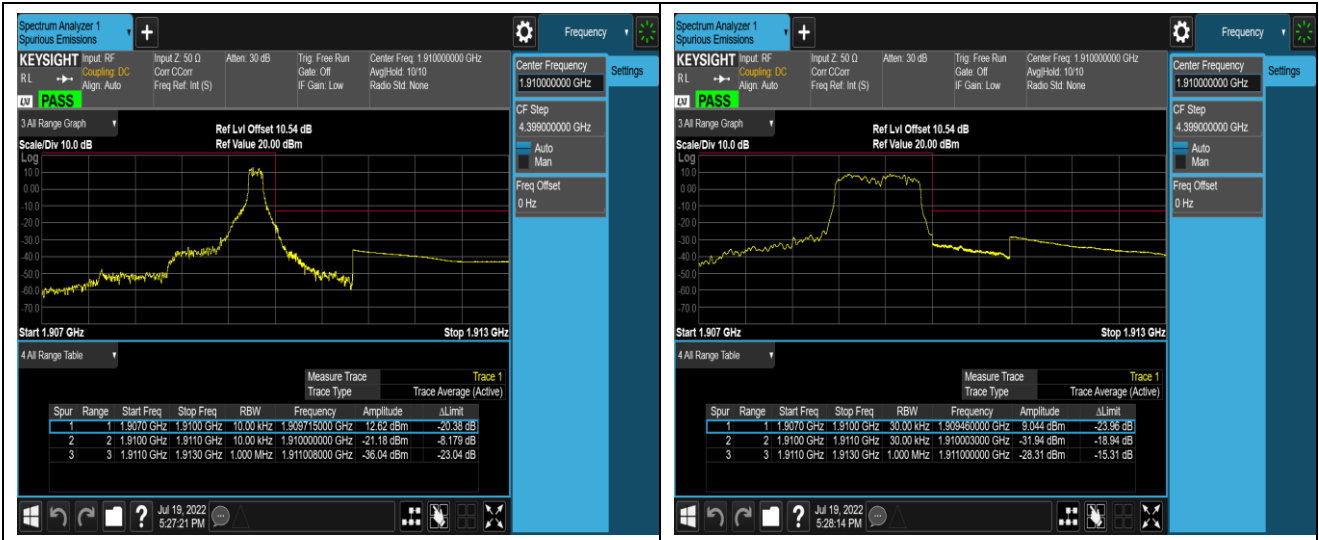 Spectrum Analyzer 1
Spurious Emissions
+
Frequency
KEYSIGHT Input: RF Input Z: 50 Ω Atten: 30 dB Trig: Free Run Center Freq: 1.910000000 GHz
RL Coupling: DC Corr CCorr Gate: Off Avg|Hold: 10/10
Align: Auto Freq Ref: Int (S) IF Gain: Low Radio Std: None
LXI PASS
Center Frequency
1.910000000 GHz
Settings
CF Step
4.399000000 GHz
Auto
Man
Freq Offset
0 Hz
3 All Range Graph
Ref Lvl Offset 10.54 dB
Scale/Div 10.0 dB Ref Value 20.00 dBm
Log
10.0
0.00
-10.0
-20.0
-30.0
-40.0
-50.0
-60.0
-70.0
Start 1.907 GHz Stop 1.913 GHz
4 All Range Table
Measure Trace Trace 1
Trace Type Trace Average (Active)
Spur Range Start Freq Stop Freq RBW Frequency Amplitude ΔLimit
1 1 1.9070 GHz 1.9100 GHz 10.00 kHz 1.909715000 GHz 12.62 dBm -20.38 dB
2 2 1.9100 GHz 1.9110 GHz 10.00 kHz 1.910000000 GHz -21.18 dBm -8.179 dB
3 3 1.9110 GHz 1.9130 GHz 1.000 MHz 1.911008000 GHz -36.04 dBm -23.04 dB
?
Jul 19, 2022
5:27:21 PM
Spectrum Analyzer 1
Spurious Emissions
+
Frequency
KEYSIGHT Input: RF Input Z: 50 Ω Atten: 30 dB Trig: Free Run Center Freq: 1.910000000 GHz
RL Coupling: DC Corr CCorr Gate: Off Avg|Hold: 10/10
Align: Auto Freq Ref: Int (S) IF Gain: Low Radio Std: None
LXI PASS
Center Frequency
1.910000000 GHz
Settings
CF Step
4.399000000 GHz
Auto
Man
Freq Offset
0 Hz
3 All Range Graph
Ref Lvl Offset 10.54 dB
Scale/Div 10.0 dB Ref Value 20.00 dBm
Log
10.0
0.00
-10.0
-20.0
-30.0
-40.0
-50.0
-60.0
-70.0
Start 1.907 GHz Stop 1.913 GHz
4 All Range Table
Measure Trace Trace 1
Trace Type Trace Average (Active)
Spur Range Start Freq Stop Freq RBW Frequency Amplitude ΔLimit
1 1 1.9070 GHz 1.9100 GHz 30.00 kHz 1.909460000 GHz 9.044 dBm -23.96 dB
2 2 1.9100 GHz 1.9110 GHz 30.00 kHz 1.910003000 GHz -31.94 dBm -18.94 dB
3 3 1.9110 GHz 1.9130 GHz 1.000 MHz 1.911000000 GHz -28.31 dBm -15.31 dB
?
Jul 19, 2022
5:28:14 PM